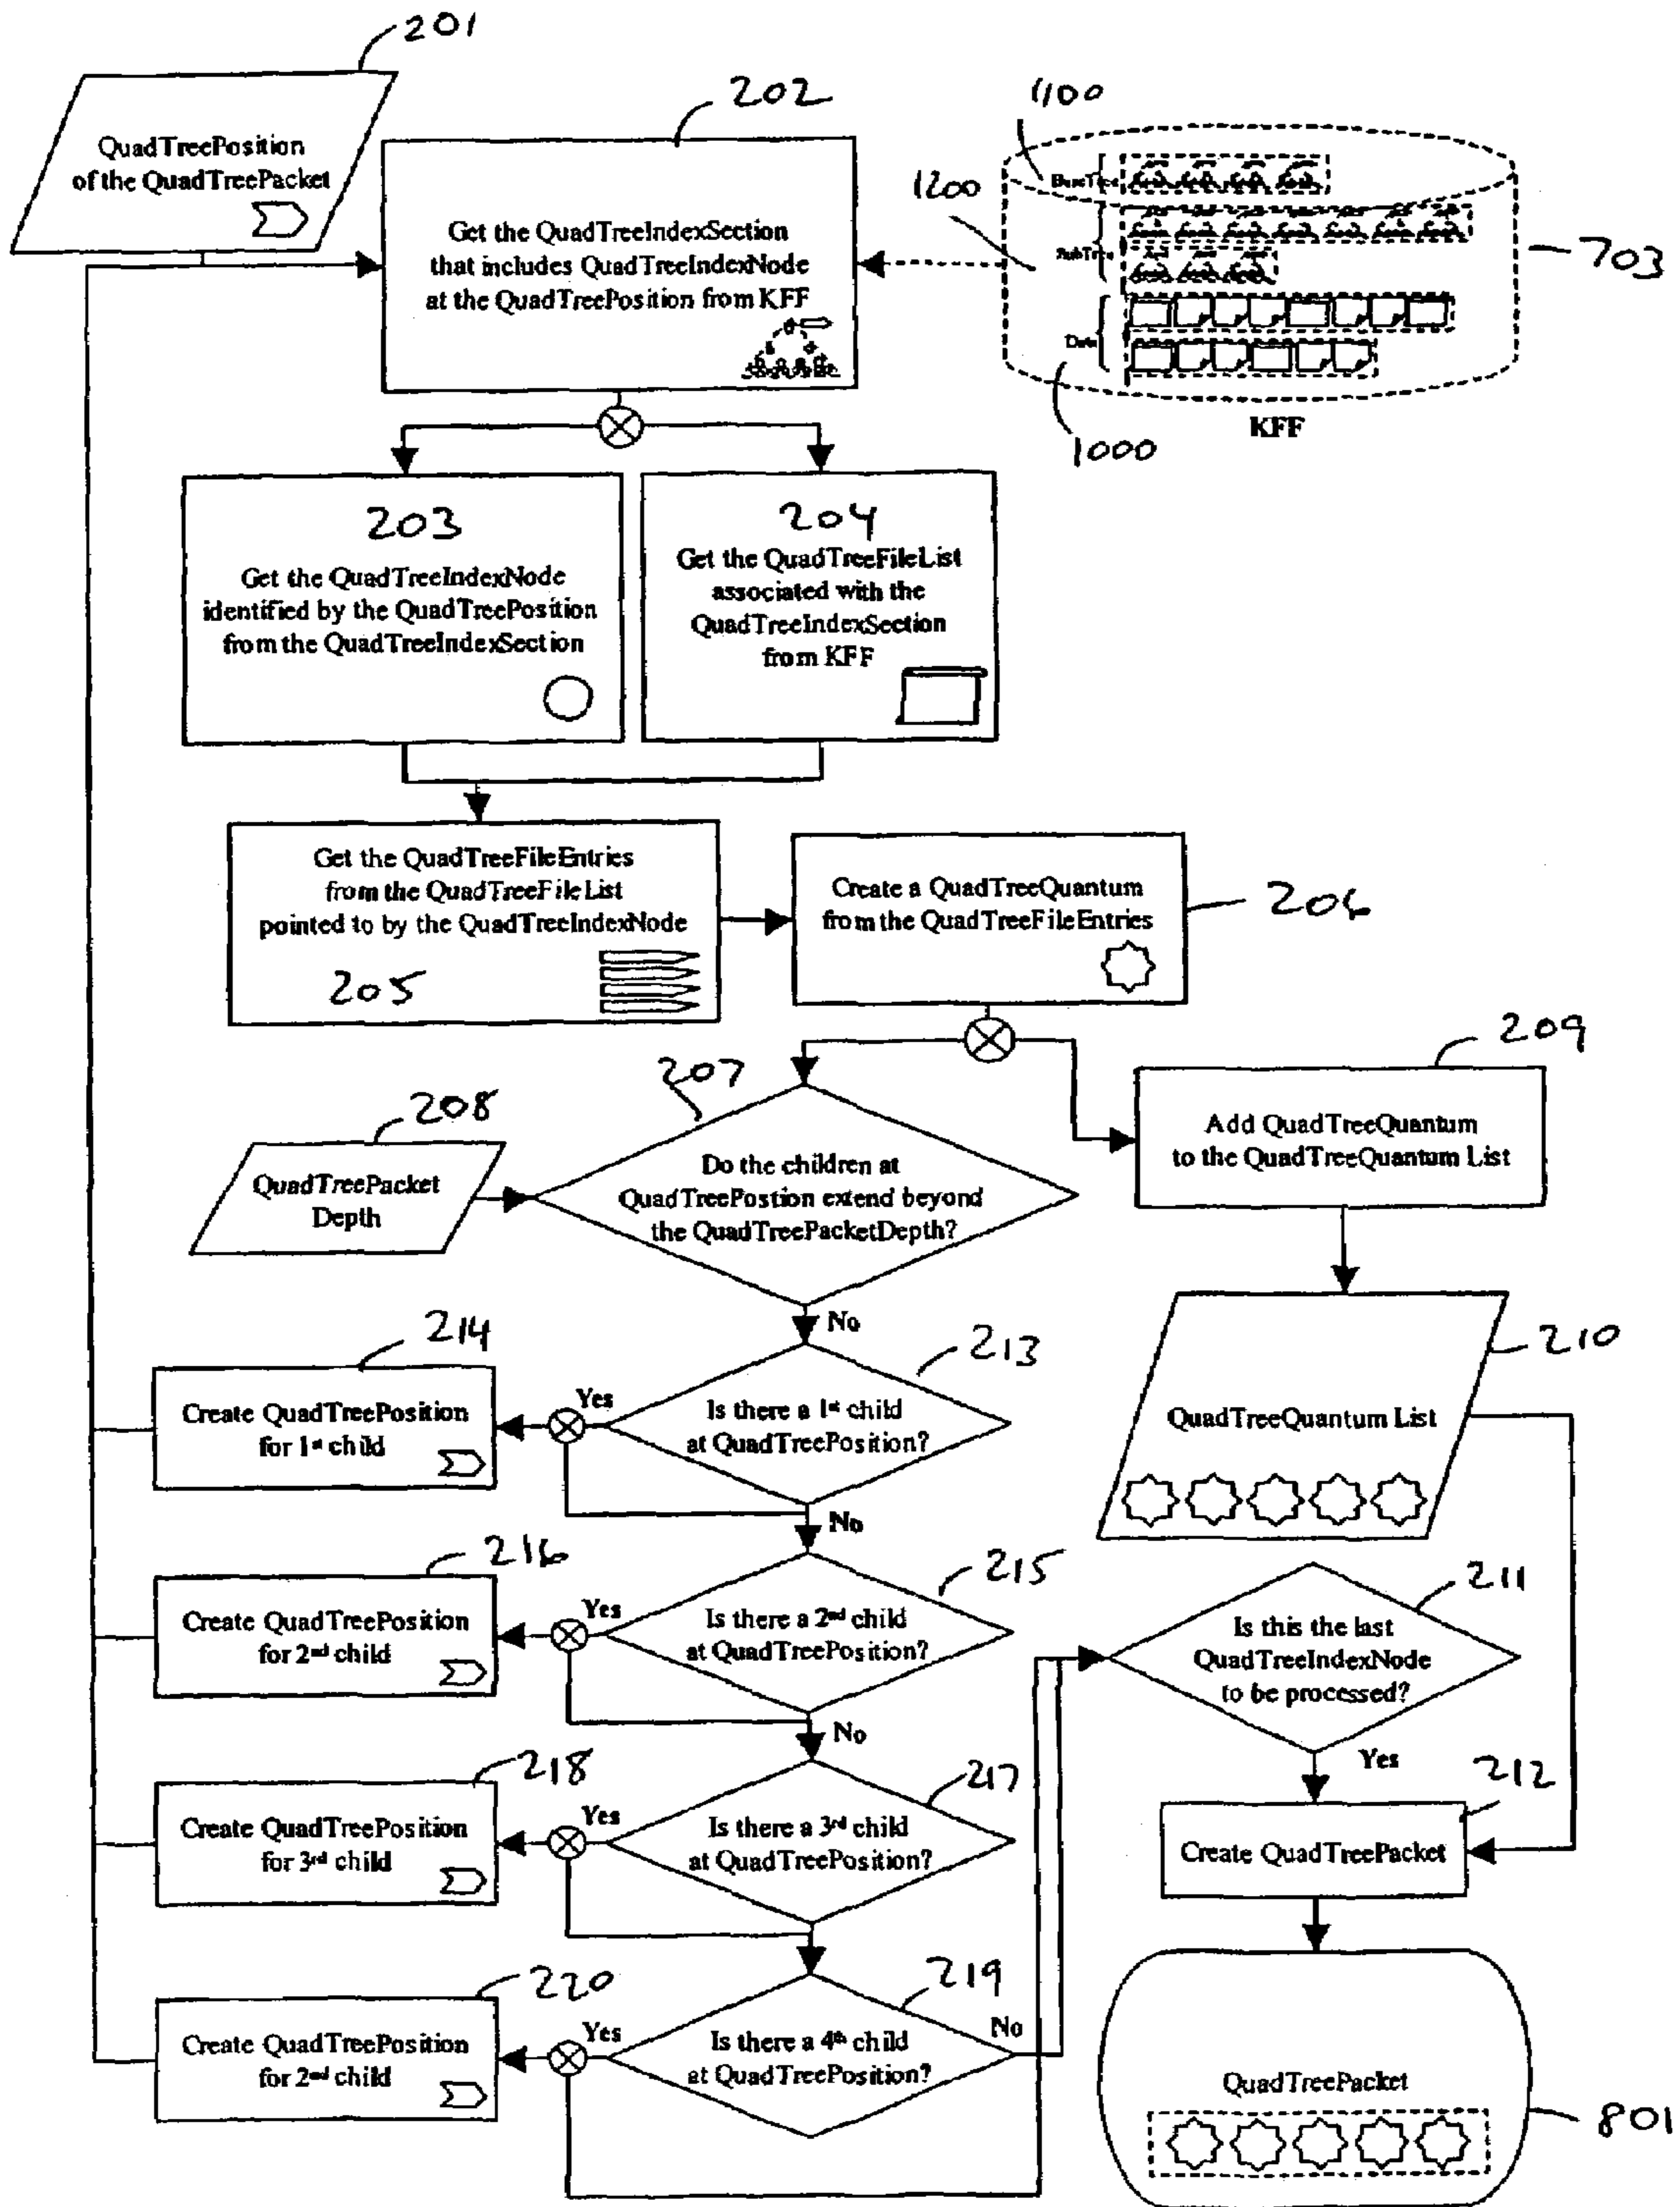 201
QuadTreePosition
of the QuadTreePacket
202
Get the QuadTreeIndexSection
that includes QuadTreeIndexNode
at the QuadTreePosition from KFF
1100
1200
SubTree
Data
703
1000
KFF
203
Get the QuadTreeIndexNode
identified by the QuadTreePosition
from the QuadTreeIndexSection
204
Get the QuadTreeFileList
associated with the
QuadTreeIndexSection
from KFF
Get the QuadTreeFileEntries
from the QuadTreeFileList
pointed to by the QuadTreeIndexNode
205
Create a QuadTreeQuantum
from the QuadTreeFileEntries
206
207
208
QuadTreePacket
Depth
Do the children at
QuadTreePostion extend beyond
the QuadTreePacketDepth?
209
Add QuadTreeQuantum
to the QuadTreeQuantum List
No
214
Create QuadTreePosition
for 1st child
Yes
213
Is there a 1st child
at QuadTreePosition?
210
QuadTreeQuantum List
No
216
Create QuadTreePosition
for 2nd child
Yes
215
Is there a 2nd child
at QuadTreePosition?
211
Is this the last
QuadTreeIndexNode
to be processed?
No
Yes
218
Create QuadTreePosition
for 3rd child
Yes
217
Is there a 3rd child
at QuadTreePosition?
212
Create QuadTreePacket
220
Create QuadTreePosition
for 2nd child
Yes
219
Is there a 4th child
at QuadTreePosition?
No
QuadTreePacket
801